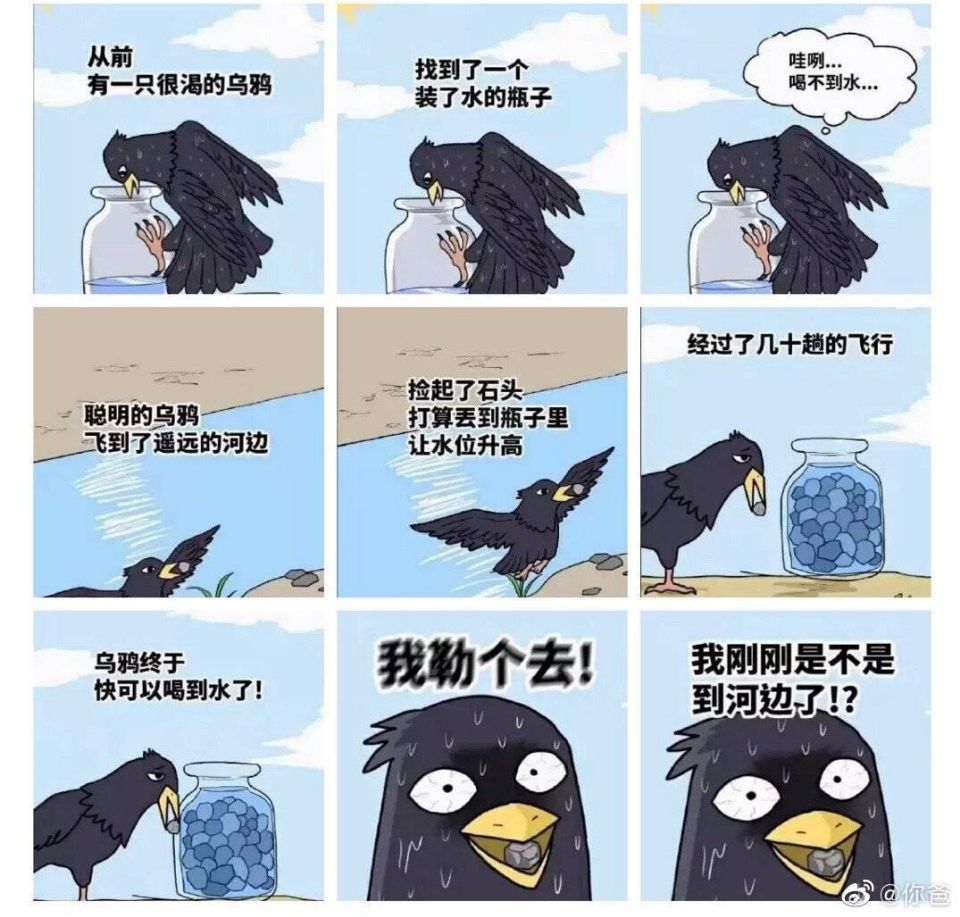 从前
有一只很渴的乌鸦
找到了一个
装了水的瓶子
哇咧...
喝不到水...
聪明的乌鸦
飞到了遥远的河边
捡起了石头
打算丢到瓶子里
让水位升高
经过了几十趟的飞行
乌鸦终于
快可以喝到水了!
我勒个去!
我刚刚是不是
到河边了!?
@你爸